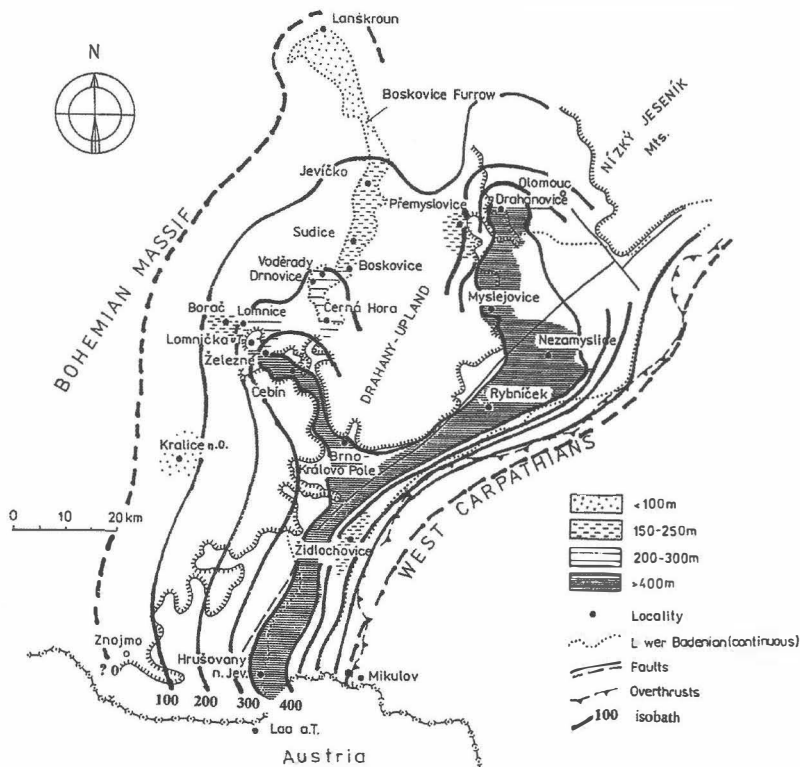 Lanškroun
N
Boskovice Furrow
NÍZKÝ JESENÍK
Mts.
Jevíčko
Olomouc
Přemyslovice
Drahanovice
Sudice
Voděrady
Drnovice
Boskovice
BOHEMIAN MASSIF
Myslejovice
Borač
Lomnice
Černá Hora
Lomnička
Železné
DRAHANY-UPLAND
Nezamyslice
Čebín
Rybníček
Kralice n.O.
Brno-
Královo Pole
WEST CARPATHIANS
0 10 20 km
Židlochovice
<100m
150-250m
200-300m
>400m
Locality
L wer Badenian (continuous)
Faults
Overthrusts
100 isobath
Znojmo
? 0
Hrušovany
n. Jev.
Mikulov
100 200 300 400
Laa a.T.
Austria